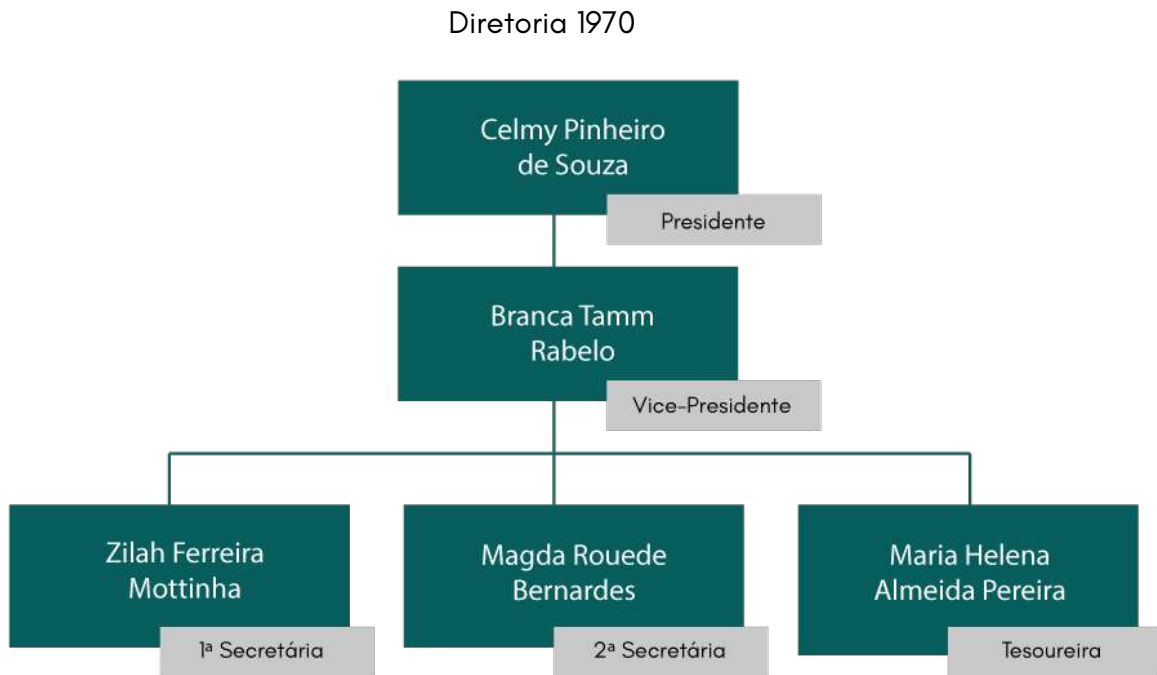 Diretoria 1970
Celmy Pinheiro
de Souza
Presidente
Branca Tamm
Rabelo
Vice-Presidente
Zilah Ferreira
Mottinha
1ª Secretária
Magda Rouede
Bernardes
2ª Secretária
Maria Helena
Almeida Pereira
Tesoureira